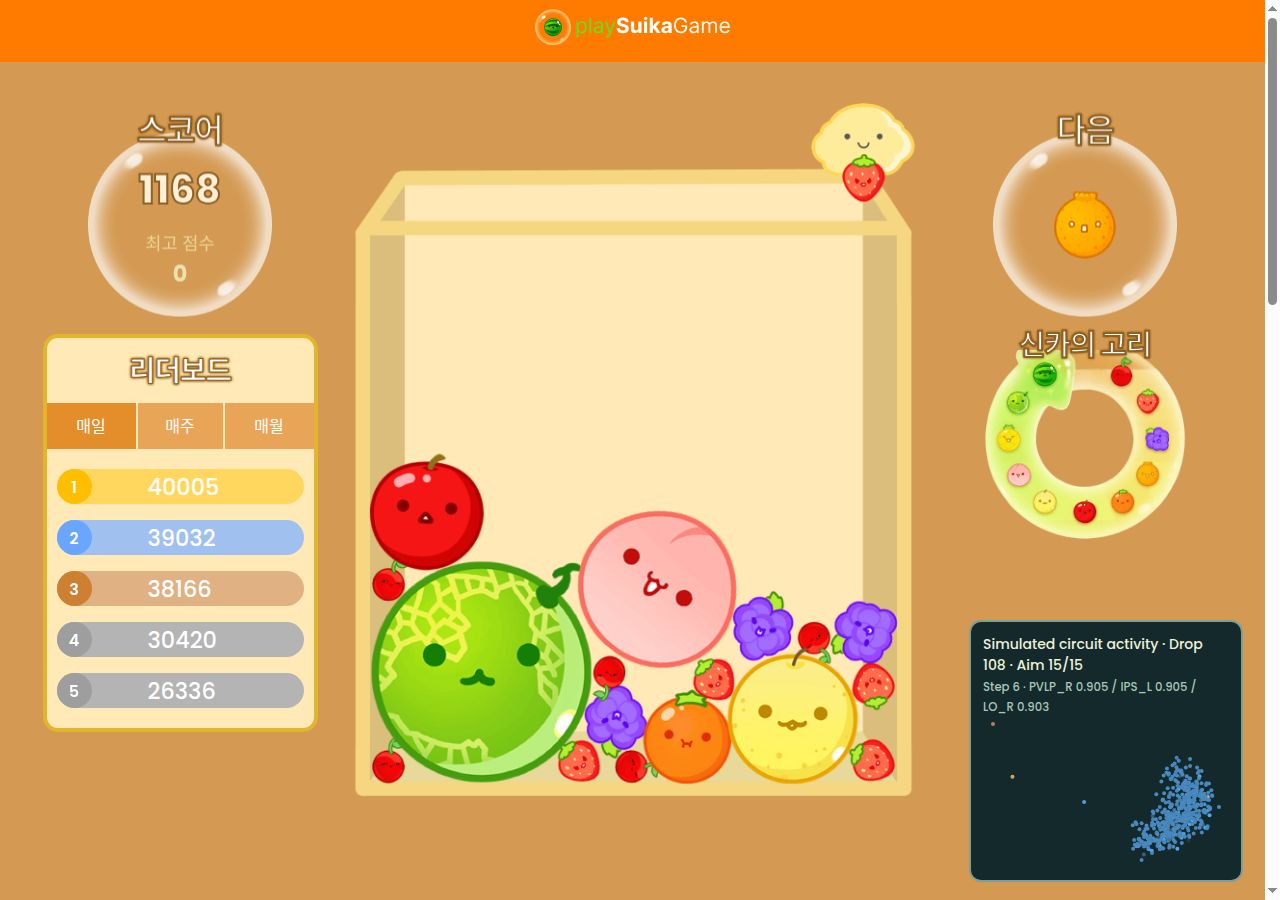 playSuikaGame
스코어
1168
최고 점수
0
다음
신카의 고리
리더보드
매일 매주 매월
1 40005
2 39032
3 38166
4 30420
5 26336
Simulated circuit activity · Drop
108 · Aim 15/15
Step 6 · PVLP_R 0.905 / IPS_L 0.905 /
LO_R 0.903